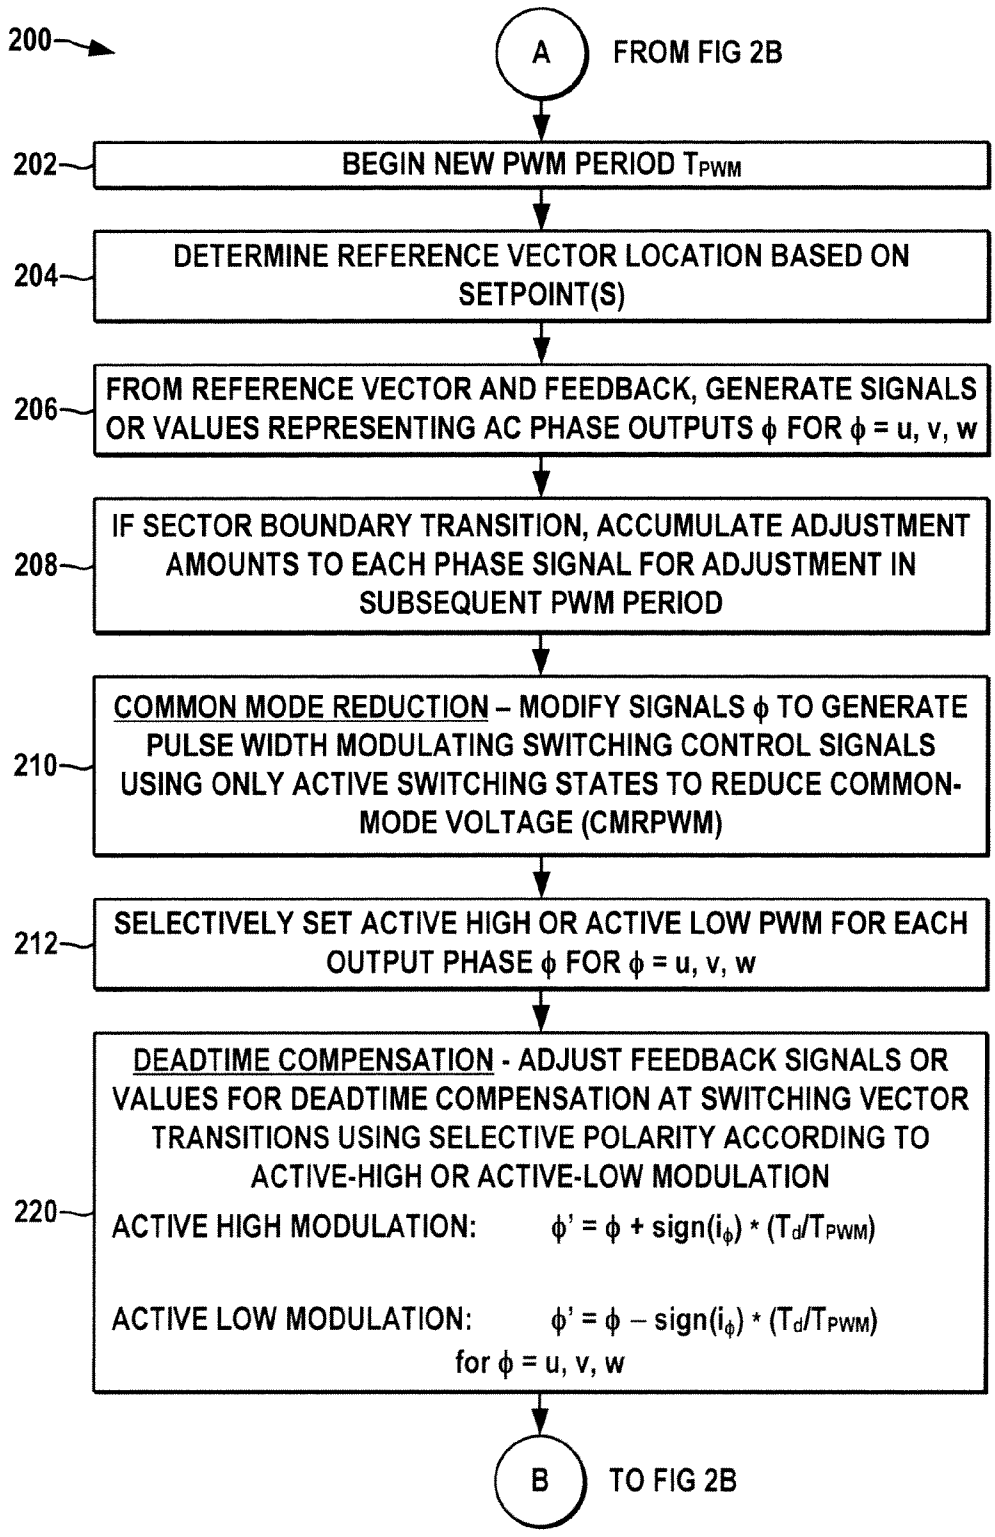 200
A FROM FIG 2B
202 BEGIN NEW PWM PERIOD TPWM
DETERMINE REFERENCE VECTOR LOCATION BASED ON
204
SETPOINT(S)
FROM REFERENCE VECTOR AND FEEDBACK, GENERATE SIGNALS
206
OR VALUES REPRESENTING AC PHASE OUTPUTS ϕ FOR ϕ = u, v, w
IF SECTOR BOUNDARY TRANSITION, ACCUMULATE ADJUSTMENT
208 AMOUNTS TO EACH PHASE SIGNAL FOR ADJUSTMENT IN
SUBSEQUENT PWM PERIOD
COMMON MODE REDUCTION – MODIFY SIGNALS ϕ TO GENERATE
PULSE WIDTH MODULATING SWITCHING CONTROL SIGNALS
210
USING ONLY ACTIVE SWITCHING STATES TO REDUCE COMMON-
MODE VOLTAGE (CMRPWM)
SELECTIVELY SET ACTIVE HIGH OR ACTIVE LOW PWM FOR EACH
212
OUTPUT PHASE ϕ FOR ϕ = u, v, w
DEADTIME COMPENSATION - ADJUST FEEDBACK SIGNALS OR
VALUES FOR DEADTIME COMPENSATION AT SWITCHING VECTOR
TRANSITIONS USING SELECTIVE POLARITY ACCORDING TO
ACTIVE-HIGH OR ACTIVE-LOW MODULATION
220
ACTIVE HIGH MODULATION: ϕ' = ϕ + sign(iϕ) * (Td/TPWM)
ACTIVE LOW MODULATION: ϕ' = ϕ – sign(iϕ) * (Td/TPWM)
for ϕ = u, v, w
B TO FIG 2B